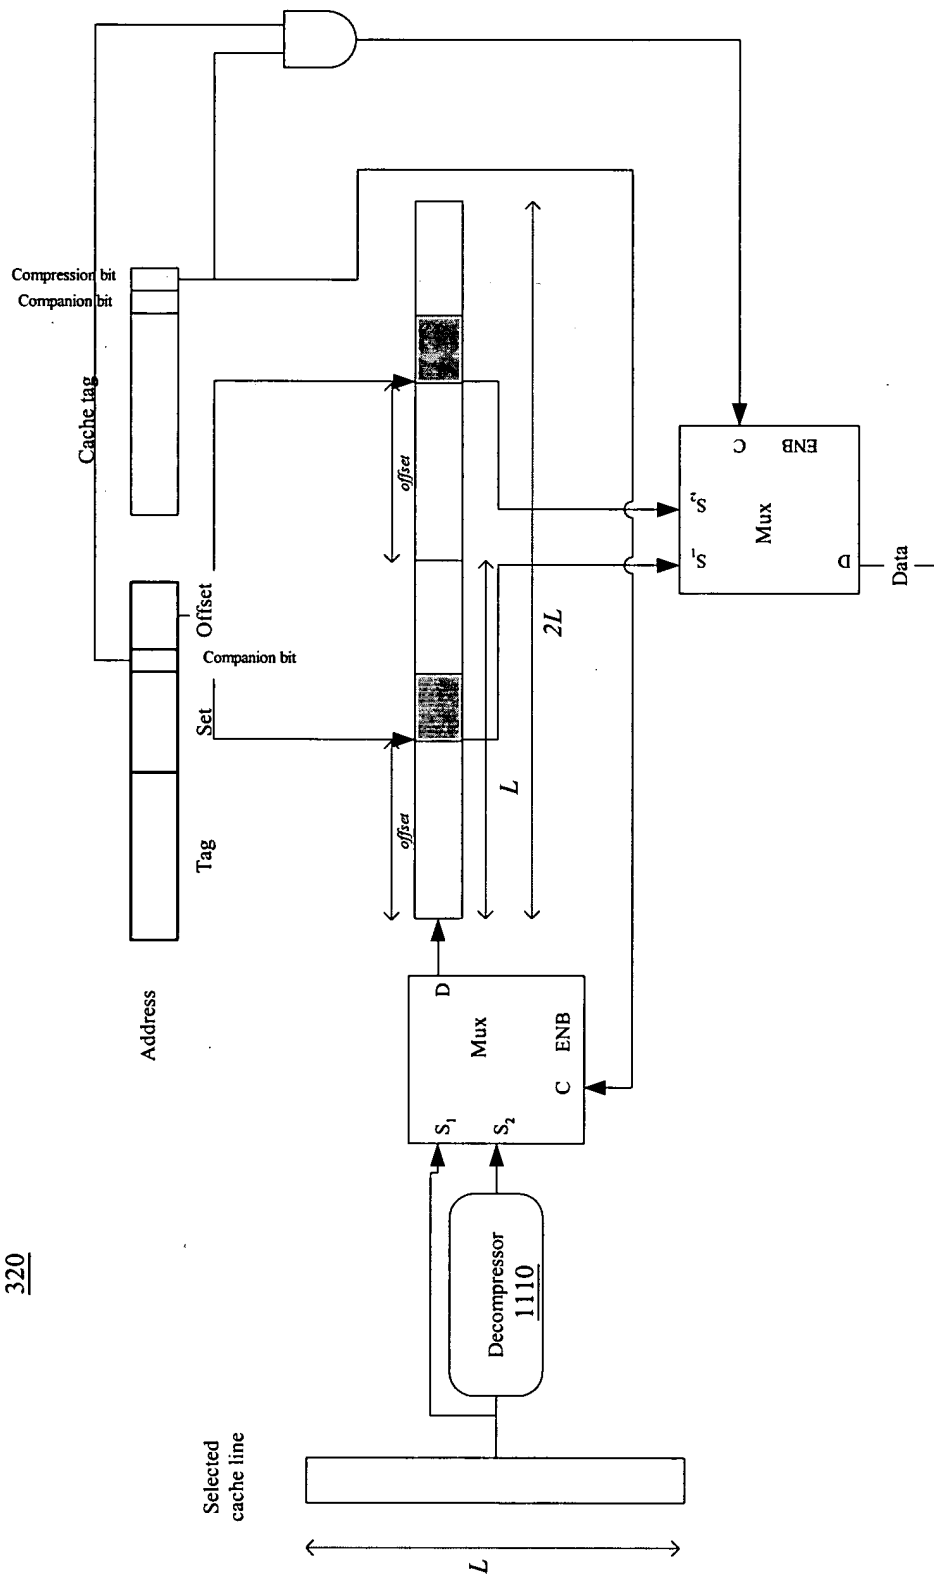 320
Compression bit
Companion bit
Cache tag
Offset
Companion bit
Set
Tag
Address
offset
offset
L
2L
D
Mux
ENB
C
S1
S2
Decompressor
1110
Selected
cache line
L
C
ENB
S2
Mux
S1
D
Data